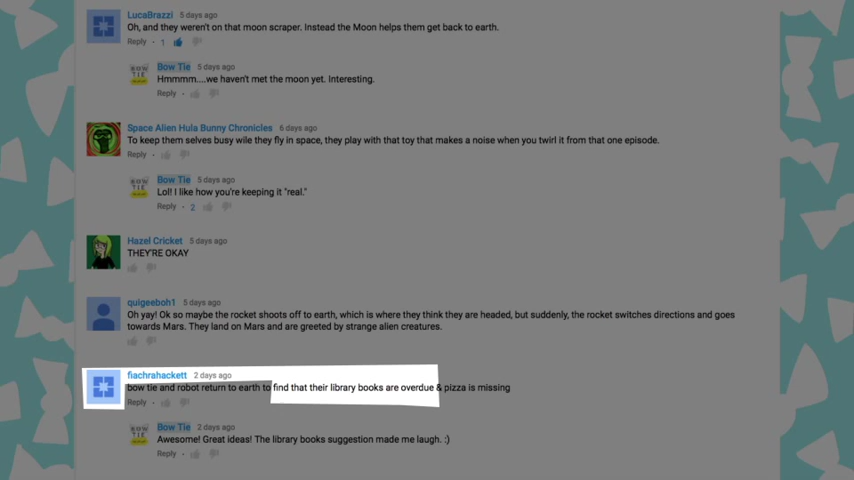 LucaBrazzi 5 days ago
Oh, and they weren't on that moon scraper. Instead the Moon helps them get back to earth.
Reply • 1
BOW TIE
Bow Tie 5 days ago
Hmmmm....we haven't met the moon yet. Interesting.
Reply •
Space Alien Hula Bunny Chronicles 6 days ago
To keep them selves busy wile they fly in space, they play with that toy that makes a noise when you twirl it from that one episode.
Reply •
BOW TIE
Bow Tie 5 days ago
Lol! I like how you're keeping it "real."
Reply • 2
Hazel Cricket 5 days ago
THEY'RE OKAY
quigeeboh1 5 days ago
Oh yay! Ok so maybe the rocket shoots off to earth, which is where they think they are headed, but suddenly, the rocket switches directions and goes
towards Mars. They land on Mars and are greeted by strange alien creatures.
fiachrahackett 2 days ago
bow tie and robot return to earth to find that their library books are overdue & pizza is missing
Reply •
BOW TIE
Bow Tie 2 days ago
Awesome! Great ideas! The library books suggestion made me laugh. :)
Reply •